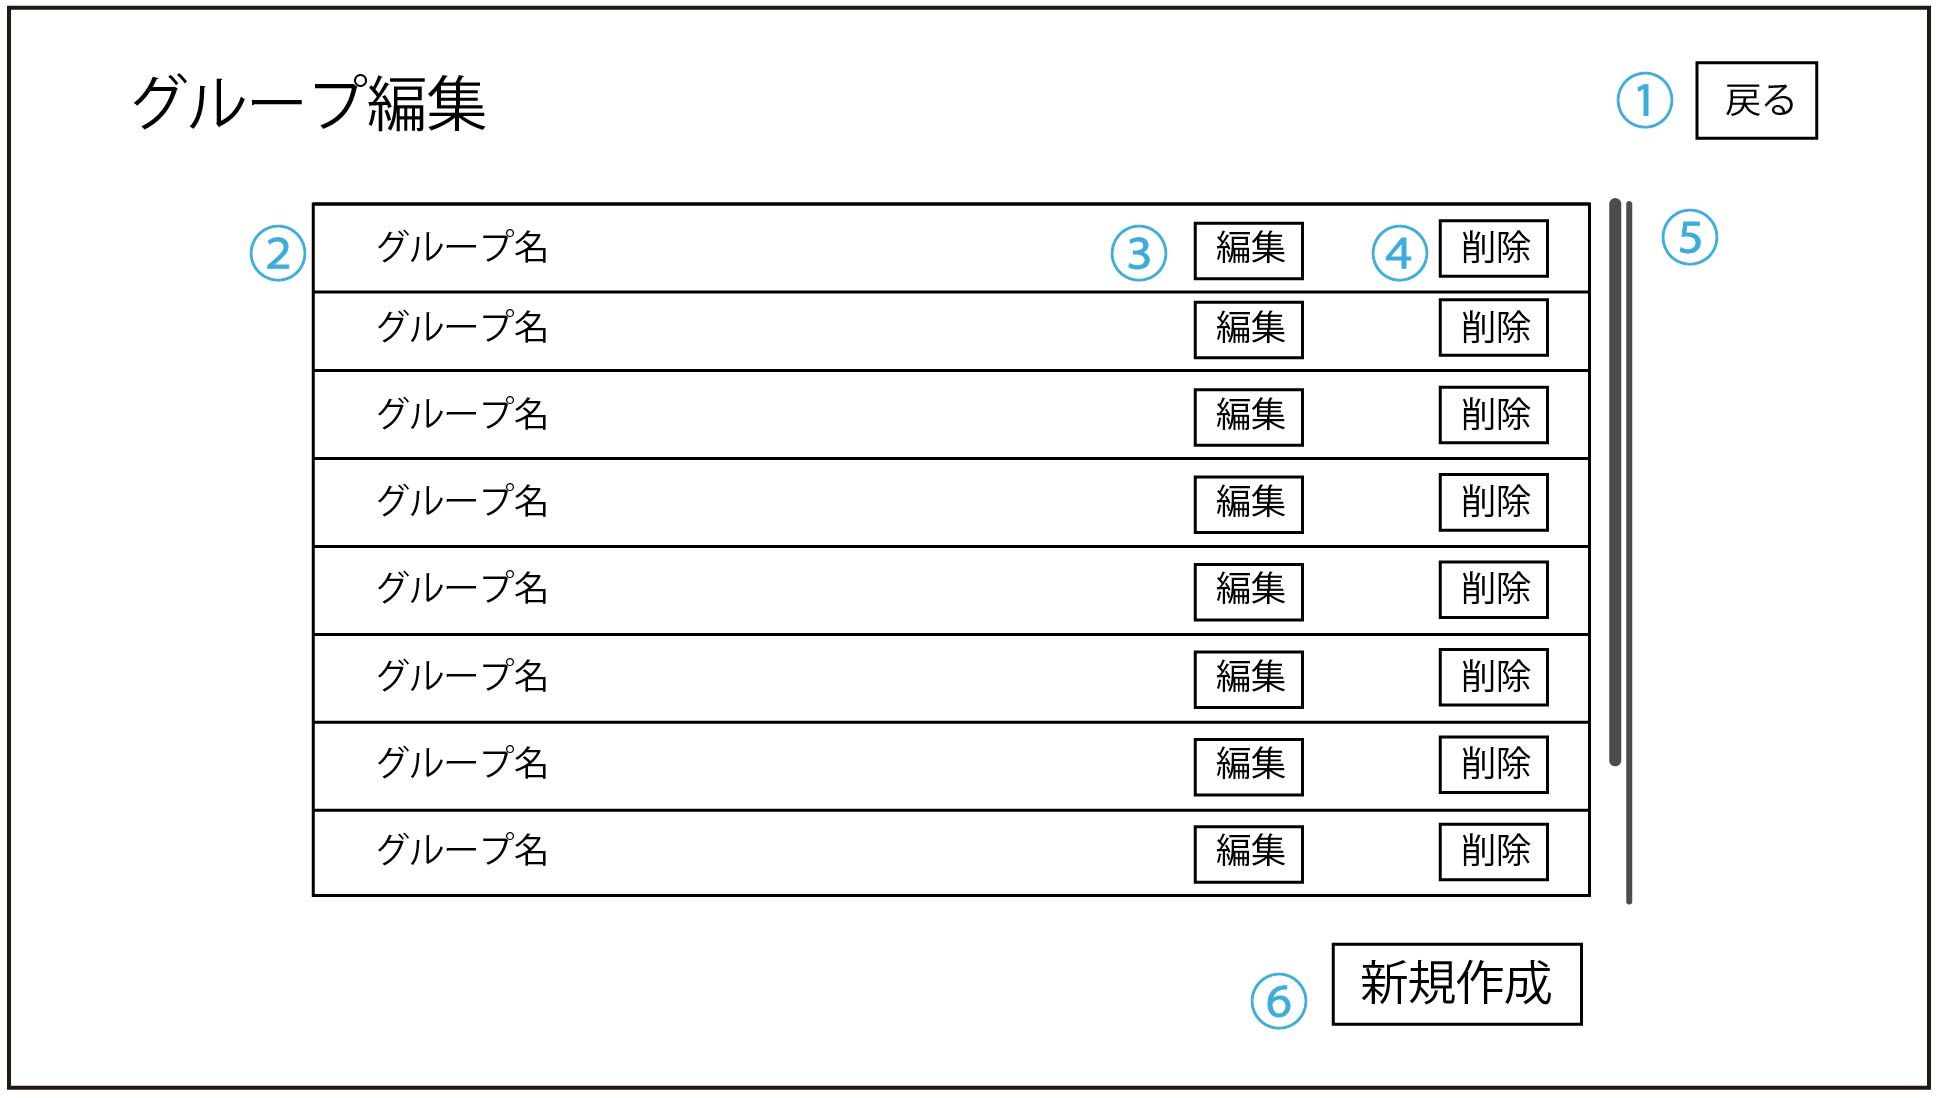 グループ編集
① 戻る
② グループ名 ③ 編集 ④ 削除 ⑤
グループ名 編集 削除
グループ名 編集 削除
グループ名 編集 削除
グループ名 編集 削除
グループ名 編集 削除
グループ名 編集 削除
グループ名 編集 削除
⑥ 新規作成